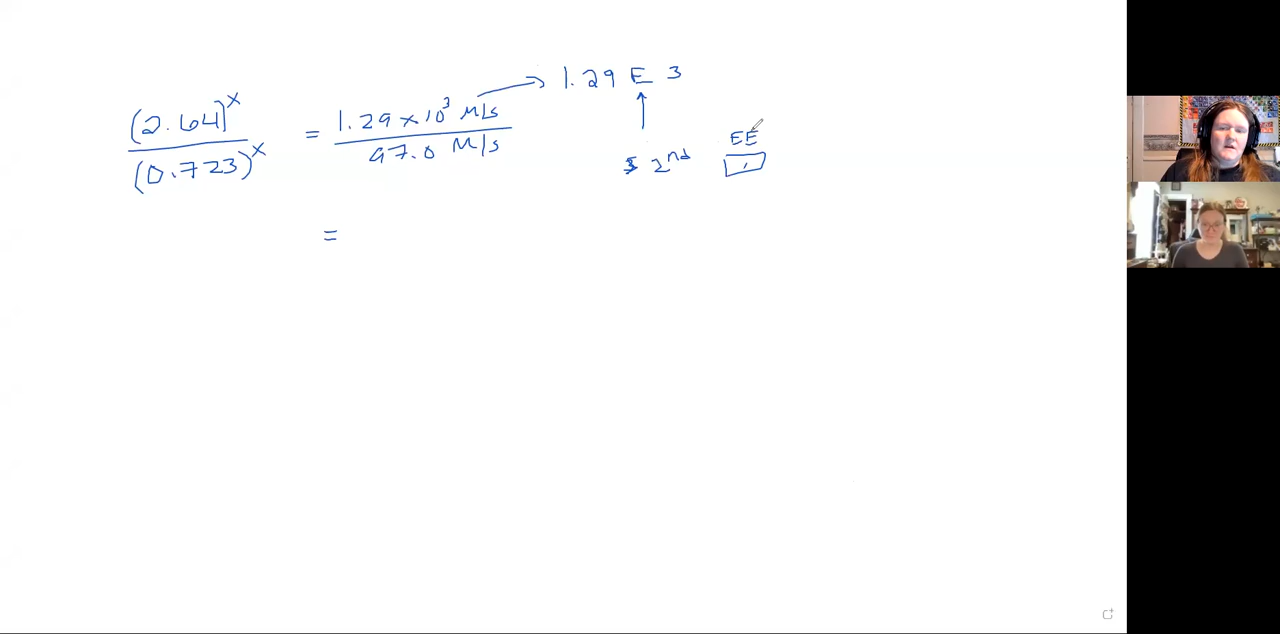 (2.64)^x / (0.723)^x = 1.29 x 10^3 M/s / 97.0 M/s → 1.29 E 3
↑
2nd EE
=